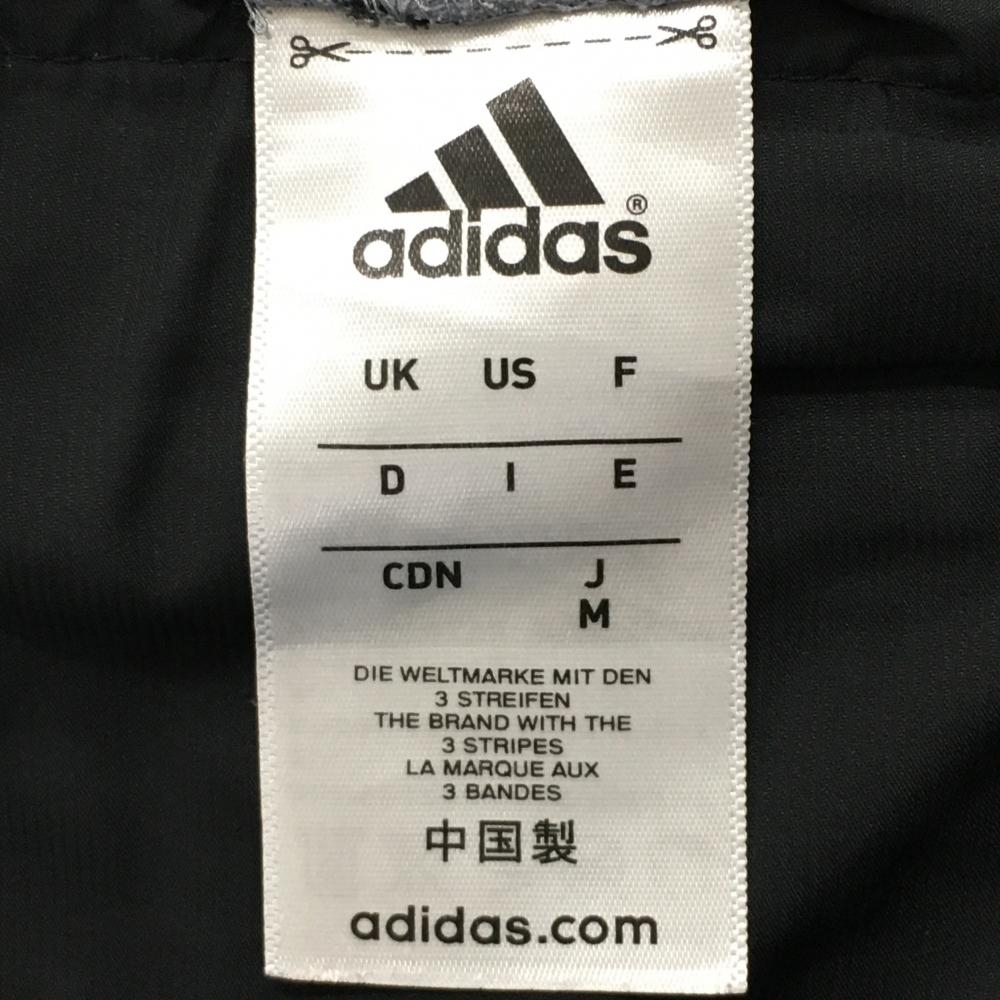 adidas®
UK US F
D I E
CDN J
M
DIE WELTMARKE MIT DEN
3 STREIFEN
THE BRAND WITH THE
3 STRIPES
LA MARQUE AUX
3 BANDES
中国製
adidas.com